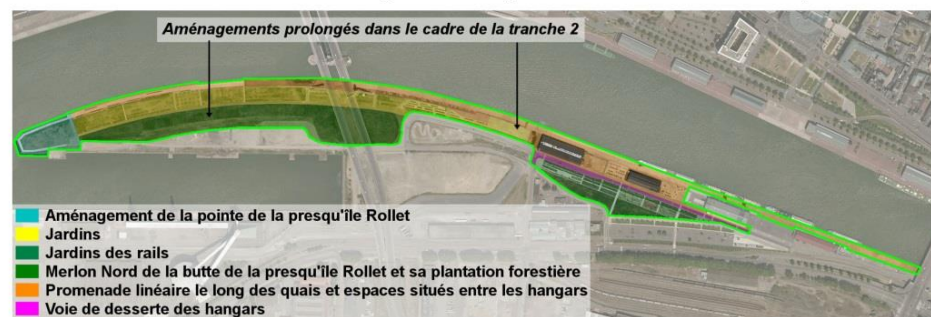 Aménagements prolongés dans le cadre de la tranche 2
Aménagement de la pointe de la presqu'île Rollet
Jardins
Jardins des rails
Merlon Nord de la butte de la presqu'île Rollet et sa plantation forestière
Promenade linéaire le long des quais et espaces situés entre les hangars
Voie de desserte des hangars